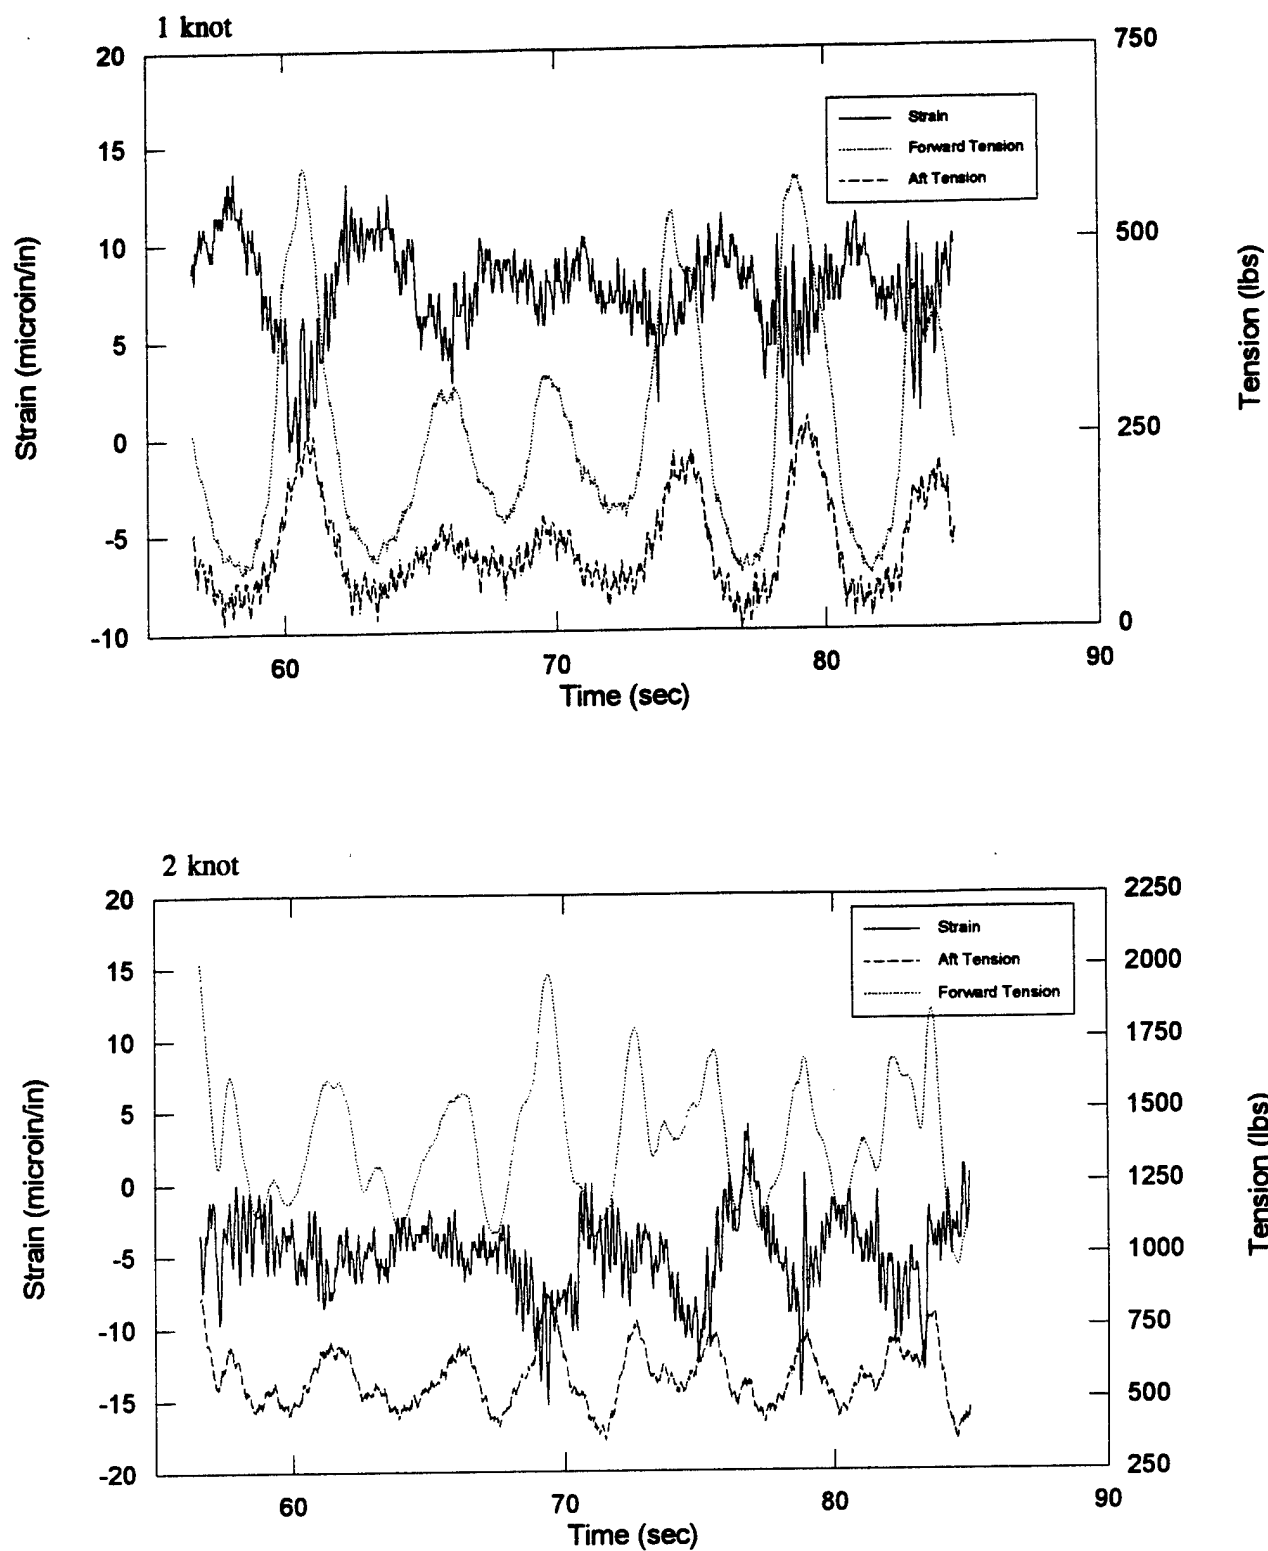 1 knot
20
15
10
5
0
-5
-10
Strain (microin/in)
750
500
250
0
Tension (lbs)
Strain
Forward Tension
Aft Tension
60
70
80
90
Time (sec)
2 knot
20
15
10
5
0
-5
-10
-15
-20
Strain (microin/in)
2250
2000
1750
1500
1250
1000
750
500
250
Tension (lbs)
Strain
Aft Tension
Forward Tension
60
70
80
90
Time (sec)